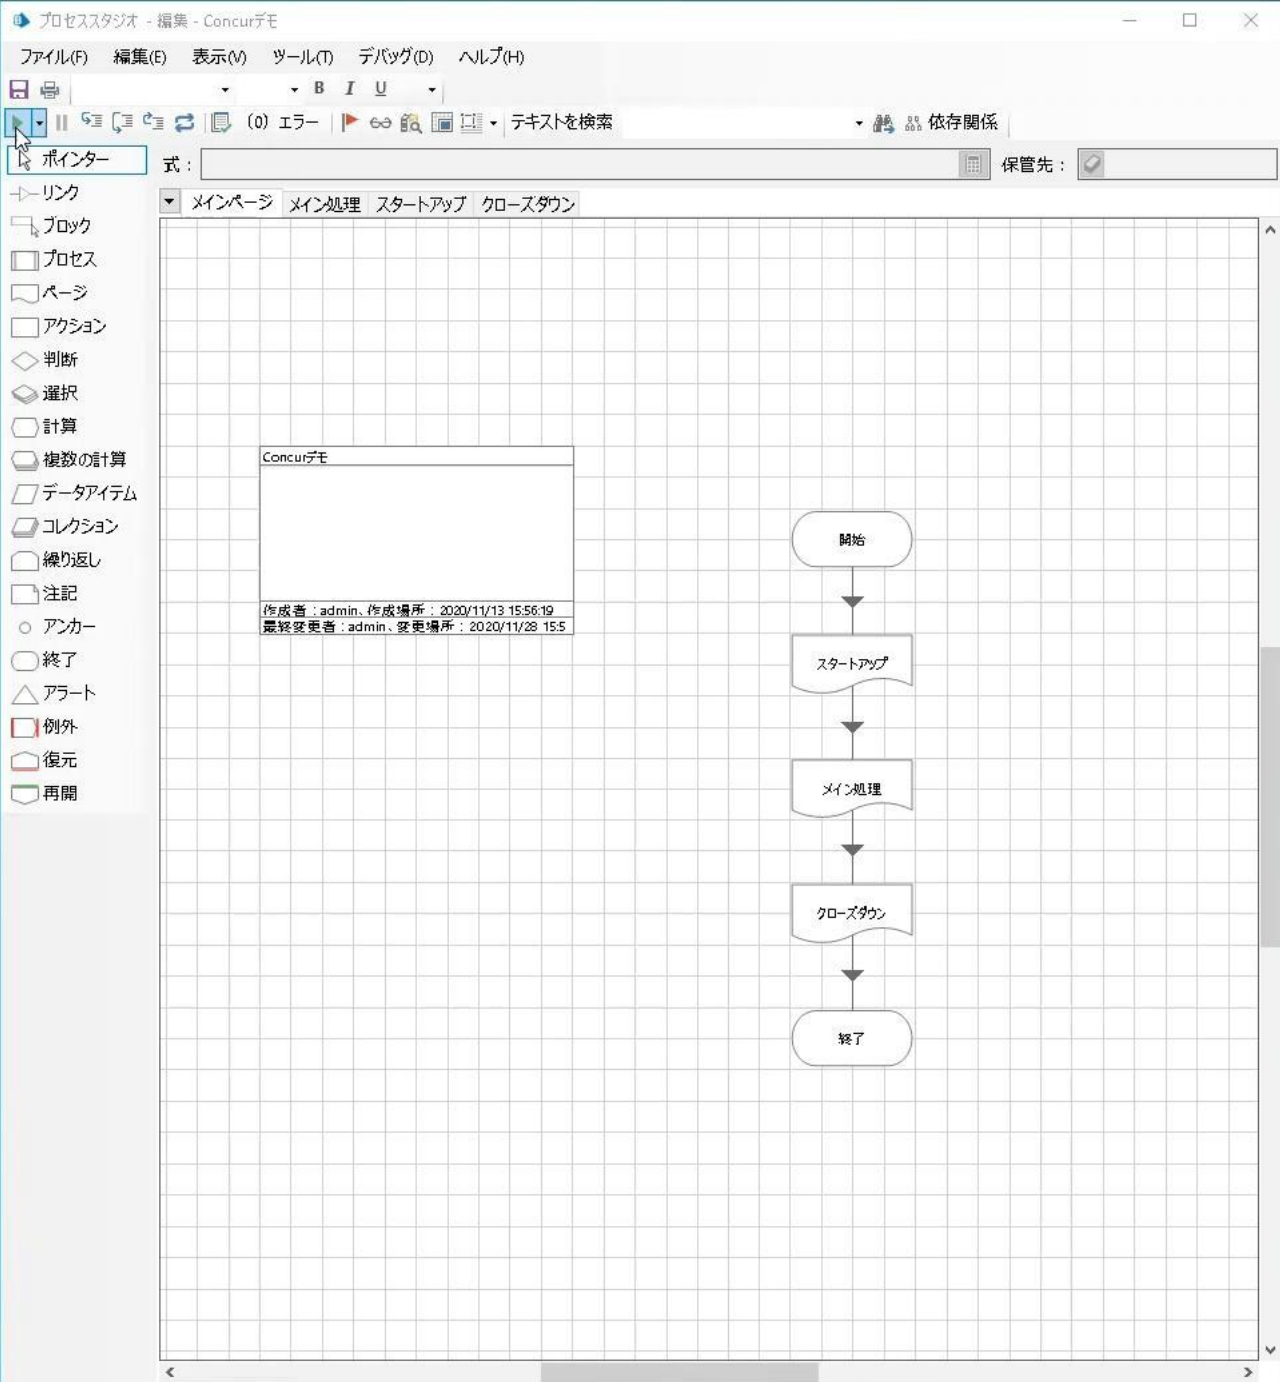 プロセススタジオ - 編集 - Concurデモ
ファイル(F) 編集(E) 表示(V) ツール(T) デバッグ(D) ヘルプ(H)
B I U
(0) エラー テキストを検索 依存関係
ポインター
式 : 保管先 :
リンク
メインページ メイン処理 スタートアップ クローズダウン
ブロック
プロセス
ページ
アクション
判断
選択
計算
複数の計算
データアイテム
コレクション
繰り返し
注記
アンカー
終了
アラート
例外
復元
再開
Concurデモ
作成者 : admin、作成場所 : 2020/11/13 15:56:19
最終変更者 : admin、変更場所 : 2020/11/28 15:5
開始
スタートアップ
メイン処理
クローズダウン
終了